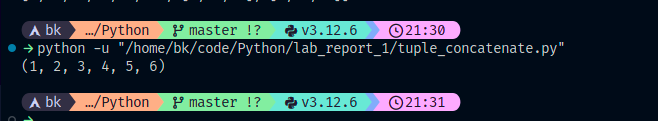 bk …/Python master !? v3.12.6 21:30
→ python -u "/home/bk/code/Python/lab_report_1/tuple_concatenate.py"
(1, 2, 3, 4, 5, 6)
bk …/Python master !? v3.12.6 21:31
→